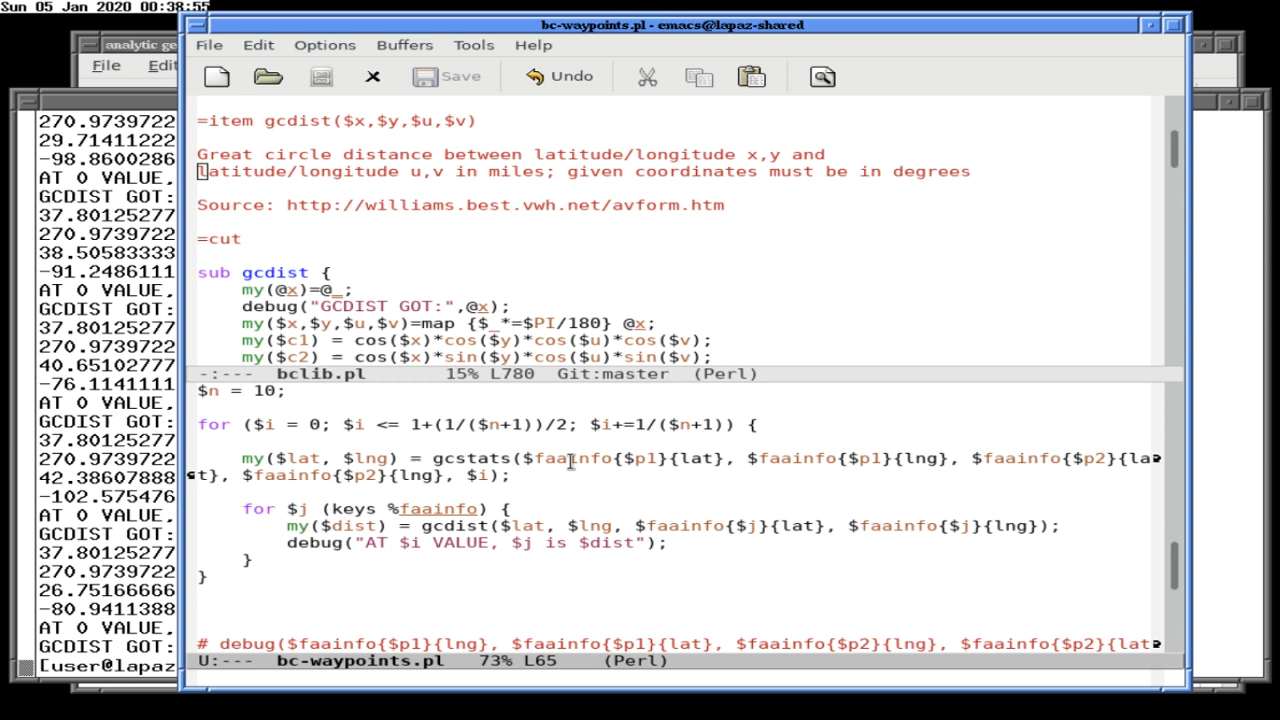 Sun 05 Jan 2020 00:38:55
bc-waypoints.pl - emacs@lapaz-shared
analytic ge
File Edit Options Buffers Tools Help
File Edit
Save Undo
270.9739722
29.71411222
-98.8600286
AT 0 VALUE,
GCDIST GOT:
37.80125277
270.9739722
38.50583333
-91.2486111
AT 0 VALUE,
GCDIST GOT:
37.80125277
270.9739722
40.65102777
-76.1141111
AT 0 VALUE,
GCDIST GOT:
37.80125277
270.9739722
42.38607888
-102.575476
AT 0 VALUE,
GCDIST GOT:
37.80125277
270.9739722
26.75166666
-80.9411388
AT 0 VALUE,
GCDIST GOT:
[user@lapaz
=item gcdist($x,$y,$u,$v)
Great circle distance between latitude/longitude x,y and
latitude/longitude u,v in miles; given coordinates must be in degrees
Source: http://williams.best.vwh.net/avform.htm
=cut
sub gcdist {
my(@x)=@_;
debug("GCDIST GOT:",@x);
my($x,$y,$u,$v)=map {$_*=$PI/180} @x;
my($c1) = cos($x)*cos($y)*cos($u)*cos($v);
my($c2) = cos($x)*sin($y)*cos($u)*sin($v);
-:--- bclib.pl 15% L780 Git:master (Perl)
$n = 10;
for ($i = 0; $i <= 1+(1/($n+1))/2; $i+=1/($n+1)) {
my($lat, $lng) = gcstats($faainfo{$p1}{lat}, $faainfo{$p1}{lng}, $faainfo{$p2}{la
t}, $faainfo{$p2}{lng}, $i);
for $j (keys %faainfo) {
my($dist) = gcdist($lat, $lng, $faainfo{$j}{lat}, $faainfo{$j}{lng});
debug("AT $i VALUE, $j is $dist");
}
}
# debug($faainfo{$p1}{lng}, $faainfo{$p1}{lat}, $faainfo{$p2}{lng}, $faainfo{$p2}{lat
U:--- bc-waypoints.pl 73% L65 (Perl)